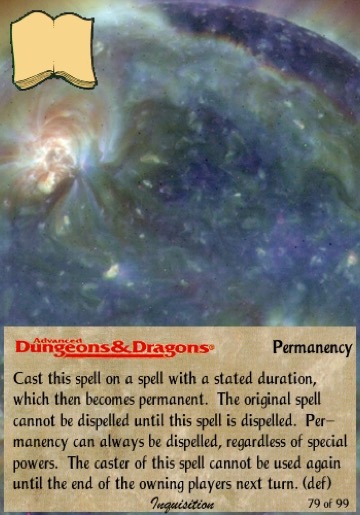 Advanced
Dungeons&Dragons®
Permanency
Cast this spell on a spell with a stated duration,
which then becomes permanent. The original spell
cannot be dispelled until this spell is dispelled. Per-
manency can always be dispelled, regardless of special
powers. The caster of this spell cannot be used again
until the end of the owning players next turn. (def)
Inquisition
79 of 99